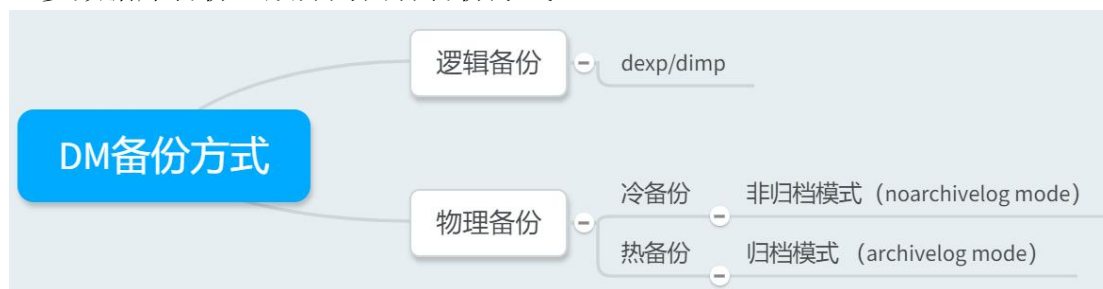 DM备份方式
逻辑备份
dexp/dimp
物理备份
冷备份
非归档模式（noarchivelog mode）
热备份
归档模式 （archivelog mode）